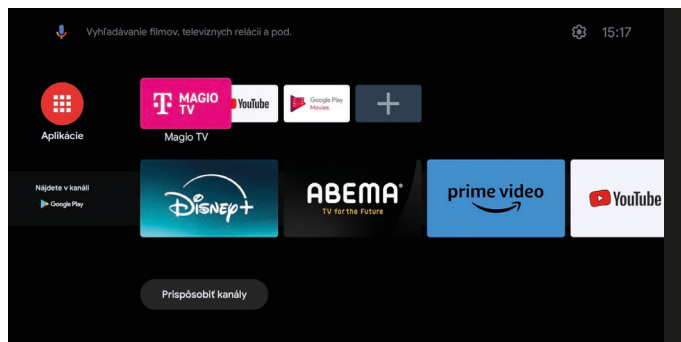 Vyhľadávanie filmov, televíznych relácií a pod.
15:17
T MAGIO TV
YouTube
Google Play Movies
Aplikácie
Magio TV
Nájdete v kanáli
Google Play
Disney+
ABEMA
TV for the Future
prime video
YouTube
Prispôsobiť kanály